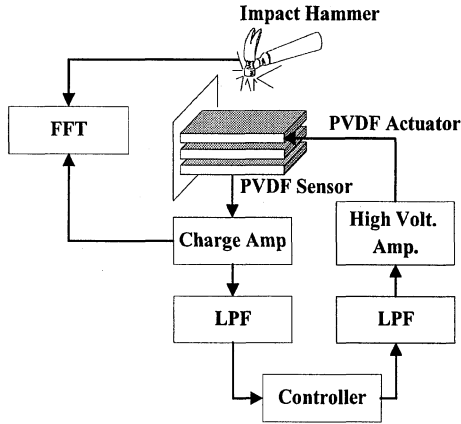 Impact Hammer
FFT
PVDF Actuator
PVDF Sensor
Charge Amp
High Volt.
Amp.
LPF
LPF
Controller